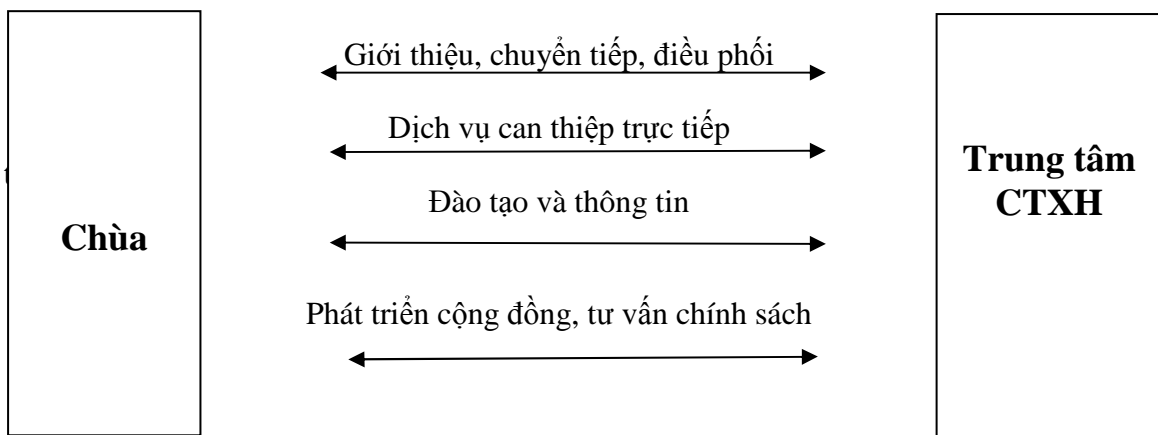 Giới thiệu, chuyển tiếp, điều phối
Dịch vụ can thiệp trực tiếp
Trung tâm
CTXH
Đào tạo và thông tin
Chùa
Phát triển cộng đồng, tư vấn chính sách